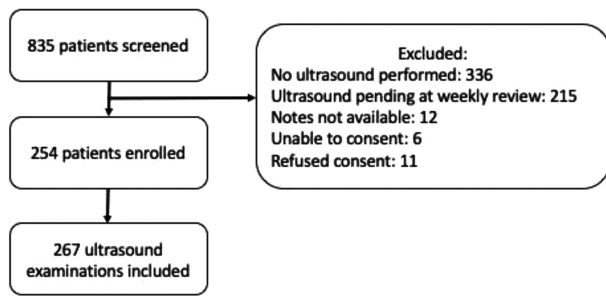 835 patients screened
Excluded:
No ultrasound performed: 336
Ultrasound pending at weekly review: 215
Notes not available: 12
Unable to consent: 6
Refused consent: 11
254 patients enrolled
267 ultrasound
examinations included